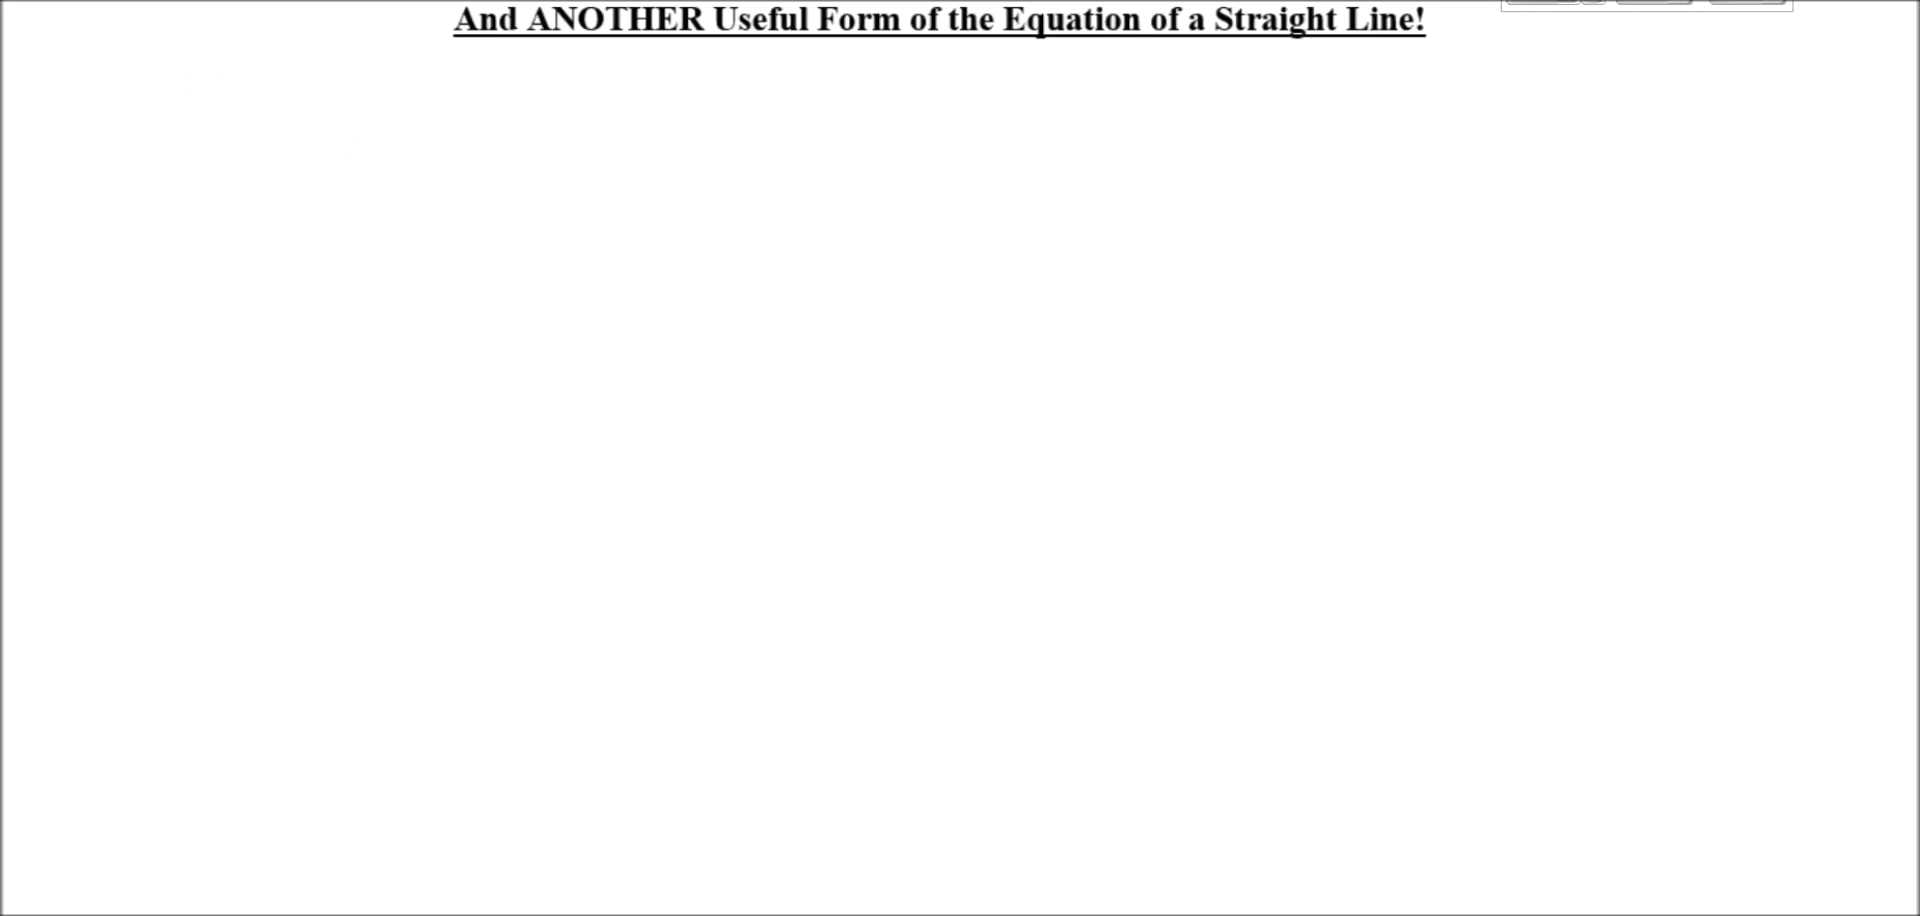 And ANOTHER Useful Form of the Equation of a Straight Line!